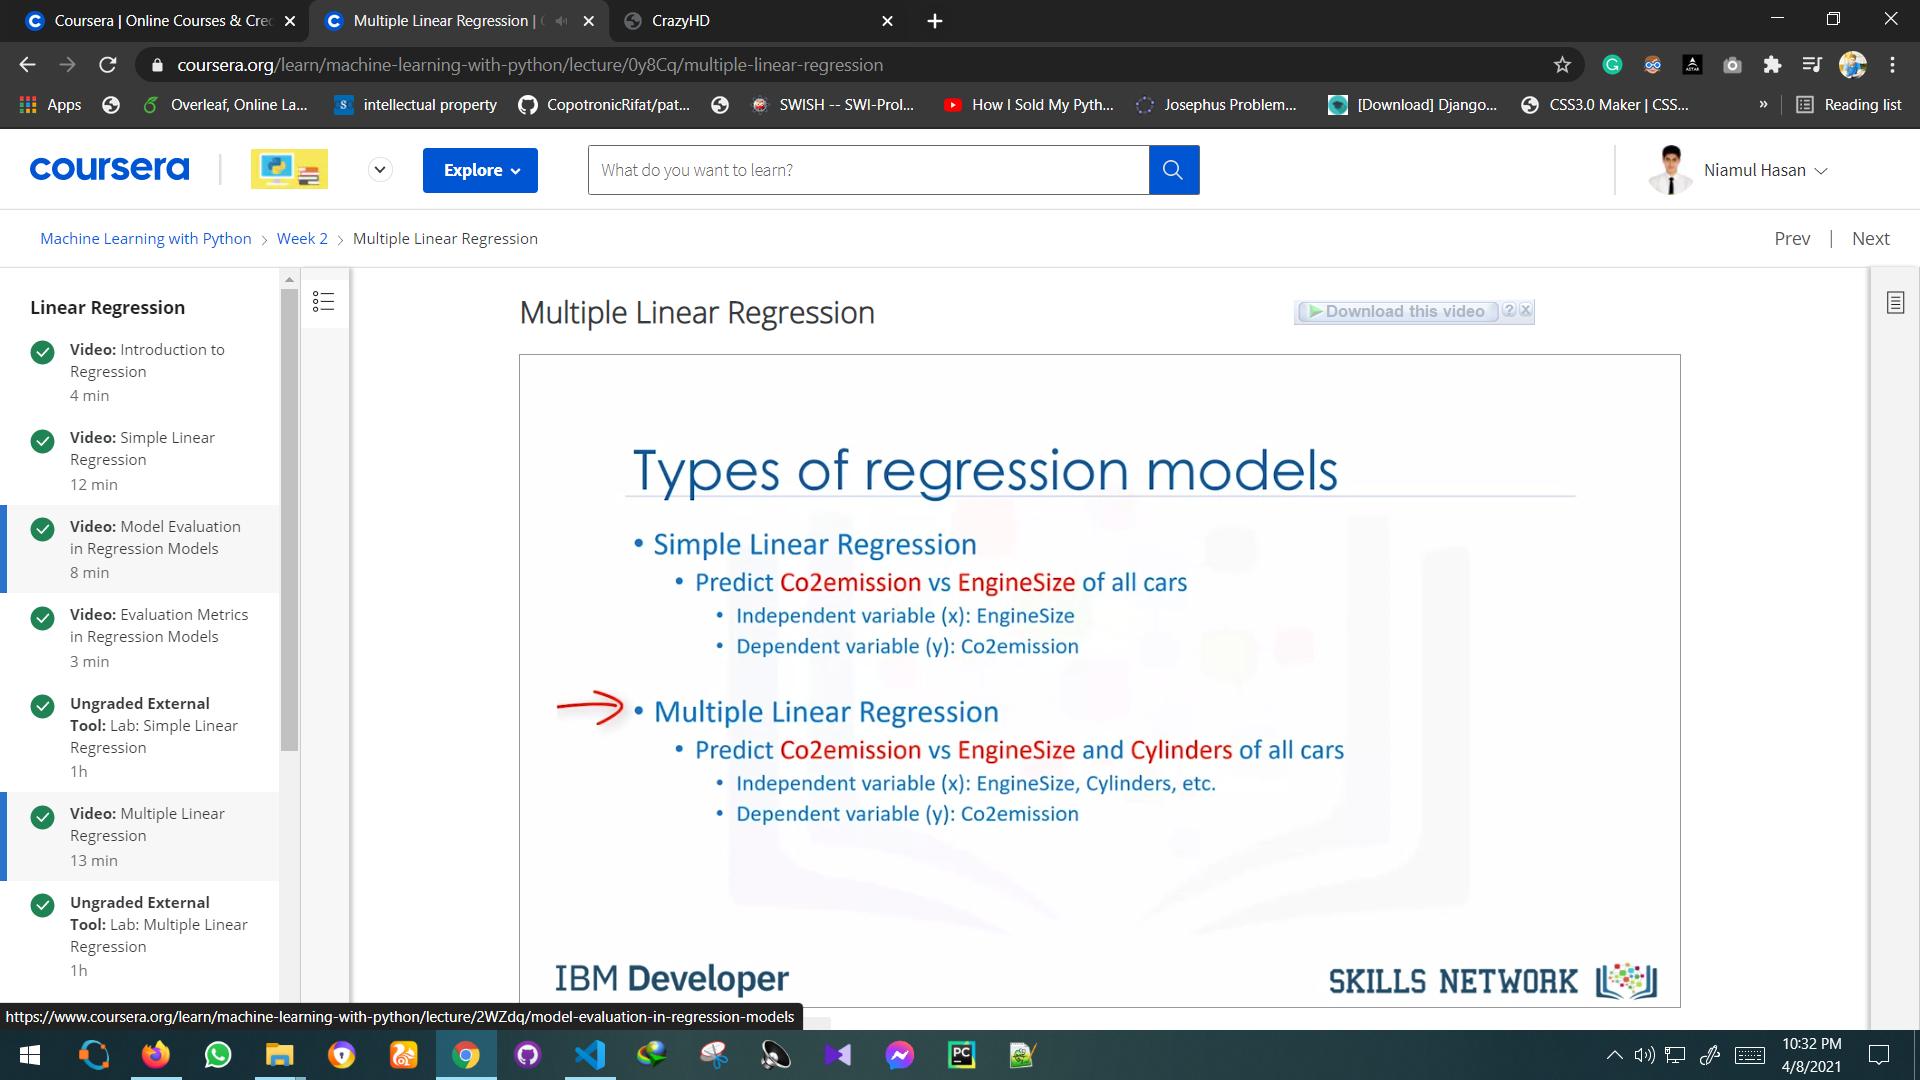 Coursera | Online Courses & Cre
Multiple Linear Regression |
CrazyHD
coursera.org/learn/machine-learning-with-python/lecture/0y8Cq/multiple-linear-regression
Apps
Overleaf, Online La...
intellectual property
CopotronicRifat/pat...
SWISH -- SWI-Prol...
How I Sold My Pyth...
Josephus Problem...
[Download] Django...
CSS3.0 Maker | CSS...
»
Reading list
coursera
Explore
What do you want to learn?
Niamul Hasan
Machine Learning with Python > Week 2 > Multiple Linear Regression
Prev | Next
Linear Regression
Video: Introduction to
Regression
4 min
Video: Simple Linear
Regression
12 min
Video: Model Evaluation
in Regression Models
8 min
Video: Evaluation Metrics
in Regression Models
3 min
Ungraded External
Tool: Lab: Simple Linear
Regression
1h
Video: Multiple Linear
Regression
13 min
Ungraded External
Tool: Lab: Multiple Linear
Regression
1h
Multiple Linear Regression
Download this video ? x
Types of regression models
• Simple Linear Regression
• Predict Co2emission vs EngineSize of all cars
• Independent variable (x): EngineSize
• Dependent variable (y): Co2emission
• Multiple Linear Regression
• Predict Co2emission vs EngineSize and Cylinders of all cars
• Independent variable (x): EngineSize, Cylinders, etc.
• Dependent variable (y): Co2emission
IBM Developer
SKILLS NETWORK
https://www.coursera.org/learn/machine-learning-with-python/lecture/2WZdq/model-evaluation-in-regression-models
10:32 PM
4/8/2021